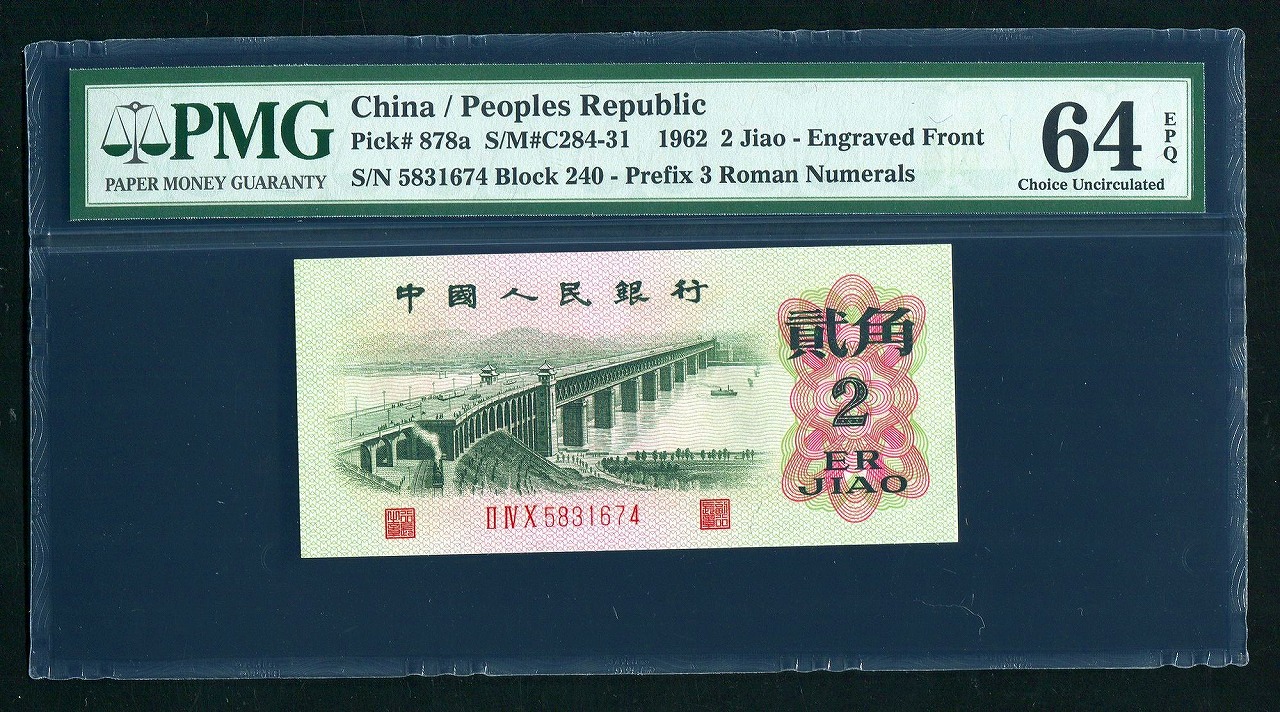 PMG
PAPER MONEY GUARANTY
China / Peoples Republic
Pick# 878a S/M#C284-31 1962 2 Jiao - Engraved Front
S/N 5831674 Block 240 - Prefix 3 Roman Numerals
64
EPQ
Choice Uncirculated
中國人民銀行
貳角
2
ER
JIAO
II IV X 5831674